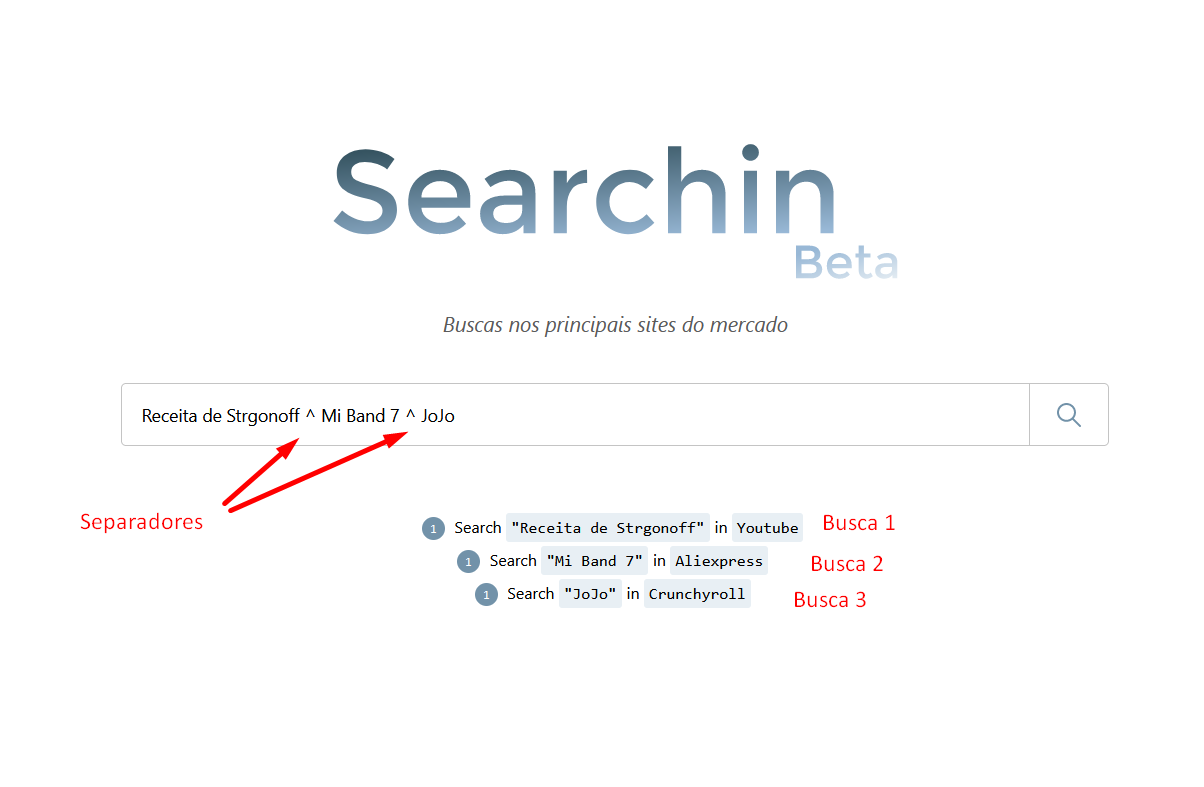 Searchin
Beta
Buscas nos principais sites do mercado
Receita de Strgonoff ^ Mi Band 7 ^ JoJo
Separadores
1 Search "Receita de Strgonoff" in Youtube Busca 1
1 Search "Mi Band 7" in Aliexpress Busca 2
1 Search "JoJo" in Crunchyroll Busca 3